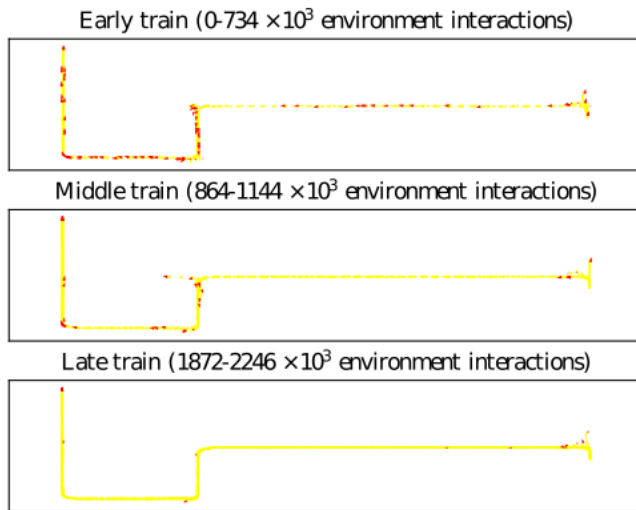 Early train (0-734 ×10³ environment interactions)
Middle train (864-1144 ×10³ environment interactions)
Late train (1872-2246 ×10³ environment interactions)